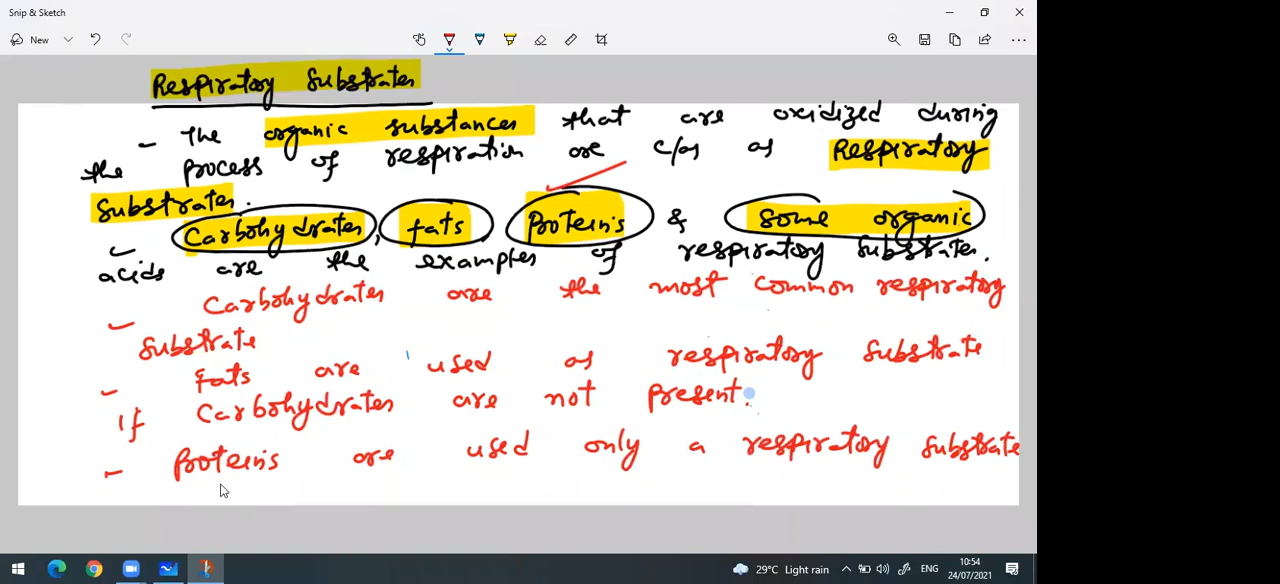 Snip & Sketch
New
Respiratory Substrates
- The organic substances that are oxidized during
the process of respiration are c/as as Respiratory
Substrates.
Carbohydrates, fats Proteins & some organic
acids are the examples of respiratory substrates.
Carbohydrates are the most common respiratory
Substrate
- Fats are used as respiratory substrate
If Carbohydrates are not present.
- Proteins are used only a respiratory substrate
29°C Light rain
ENG
10:54
24/07/2021